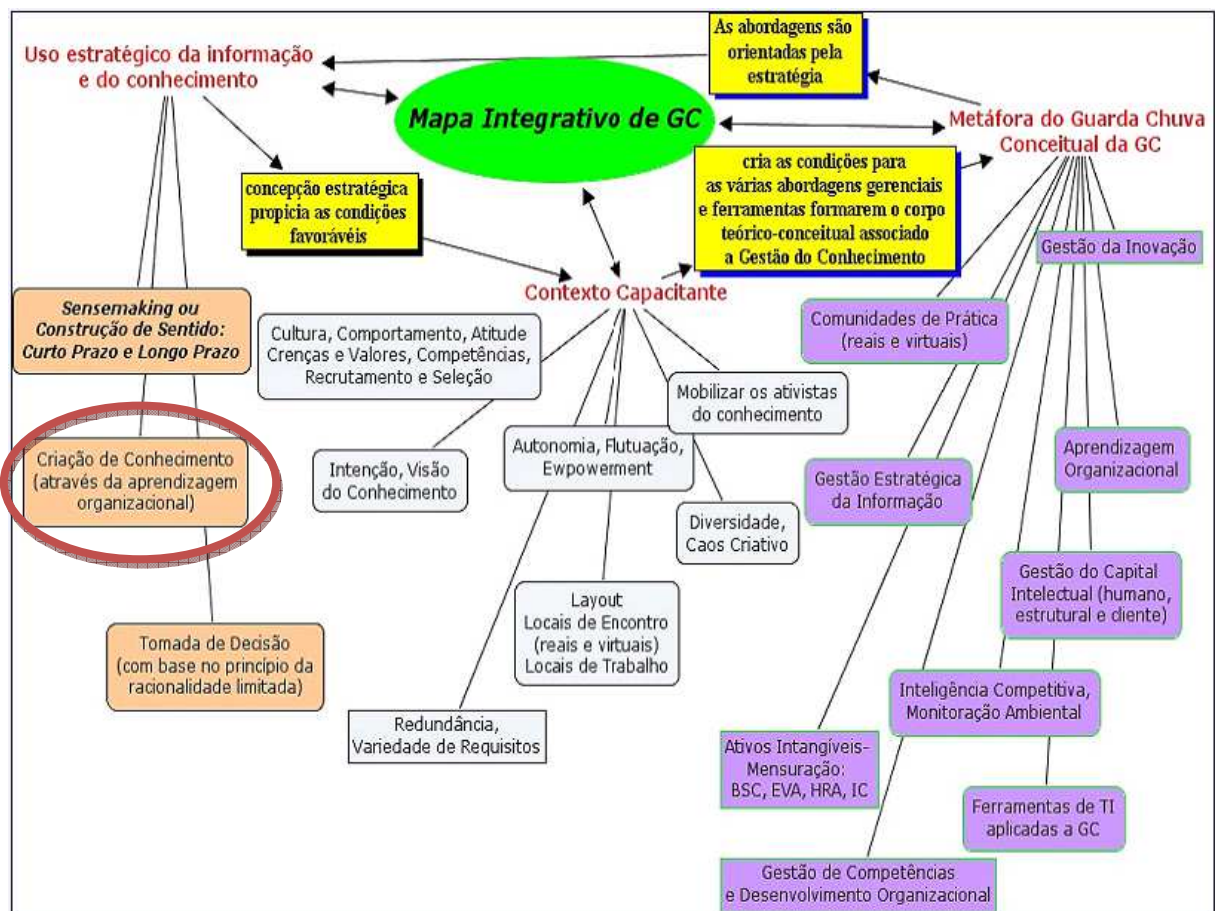 Uso estratégico da informação
e do conhecimento
As abordagens são
orientadas pela
estratégia
Mapa Integrativo de GC
Metáfora do Guarda Chuva
Conceitual da GC
concepção estratégica
propicia as condições
favorávéis
cria as condições para
as várias abordagens gerenciais
e ferramentas formarem o corpo
teórico-conceitual associado
a Gestão do Conhecimento
Contexto Capacitante
Sensemaking ou
Construção de Sentido:
Curto Prazo e Longo Prazo
Criação de Conhecimento
(através da aprendizagem
organizacional)
Tomada de Decisão
(com base no princípio da
racionalidade limitada)
Cultura, Comportamento, Atitude
Crenças e Valores, Competências,
Recrutamento e Seleção
Intenção, Visão
do Conhecimento
Autonomia, Flutuação,
Ewpowerment
Mobilizar os ativistas
do conhecimento
Diversidade,
Caos Criativo
Layout
Locais de Encontro
(reais e virtuais)
Locais de Trabalho
Redundância,
Variedade de Requisitos
Gestão da Inovação
Comunidades de Prática
(reais e virtuais)
Aprendizagem
Organizacional
Gestão Estratégica
da Informação
Gestão do Capital
Intelectual (humano,
estrutural e cliente)
Inteligência Competitiva,
Monitoração Ambiental
Ativos Intangíveis-
Mensuração:
BSC, EVA, HRA, IC
Ferramentas de TI
aplicadas a GC
Gestão de Competências
e Desenvolvimento Organizacional